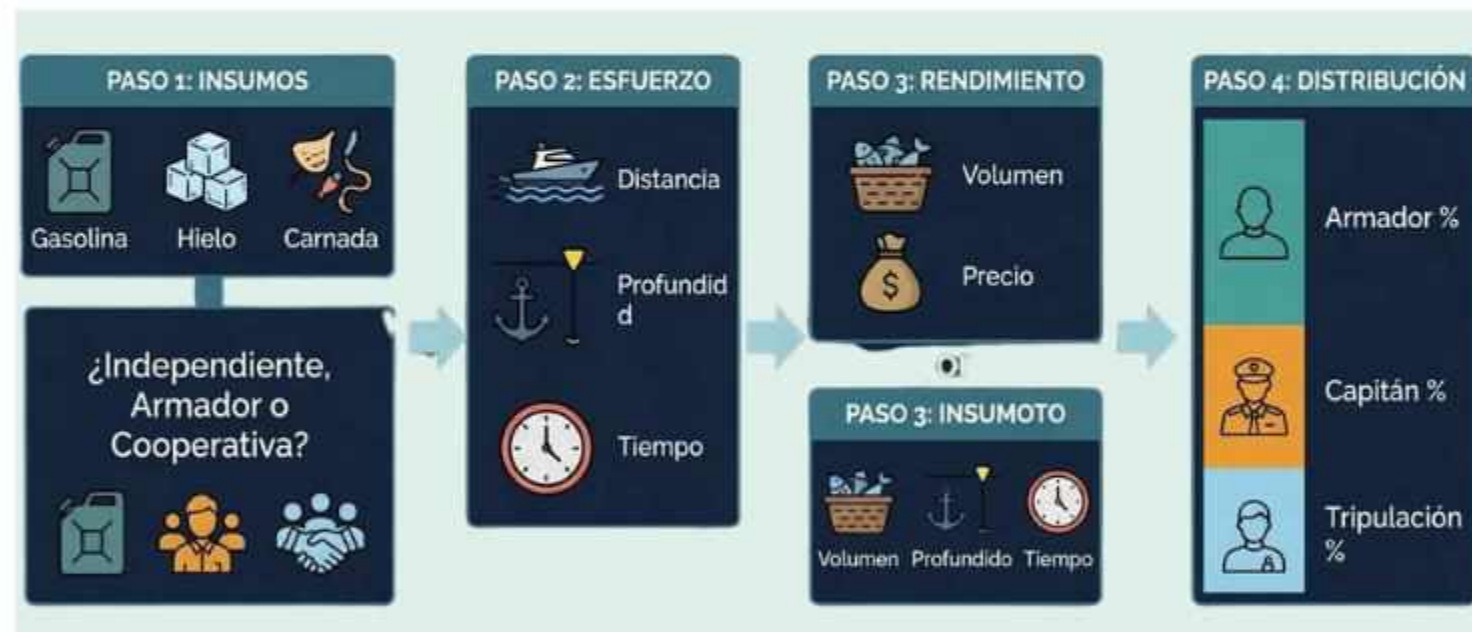 PASO 1: INSUMOS
Gasolina
Hielo
Carnada
¿Independiente,
Armador o
Cooperativa?
PASO 2: ESFUERZO
Distancia
Profundid
d
Tiempo
PASO 3: RENDIMIENTO
Volumen
$
Precio
PASO 3: INSUMOTO
Volumen
Profundido
Tiempo
PASO 4: DISTRIBUCIÓN
Armador %
Capitán %
Tripulación
%